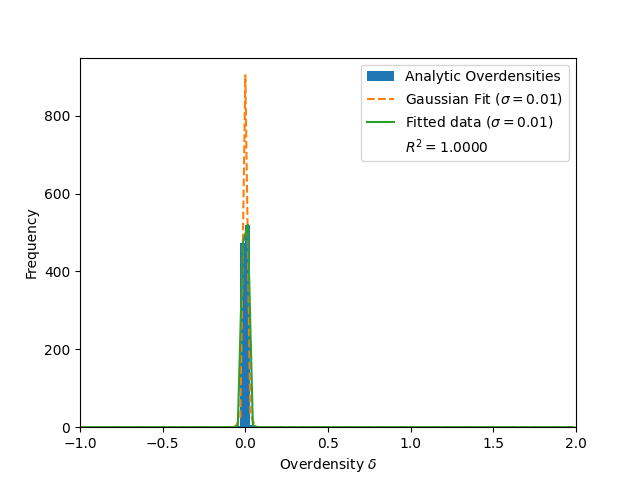 Analytic Overdensities
Gaussian Fit (σ = 0.01)
Fitted data (σ = 0.01)
R² = 1.0000
Frequency
800
600
400
200
0
−1.0 −0.5 0.0 0.5 1.0 1.5 2.0
Overdensity δ